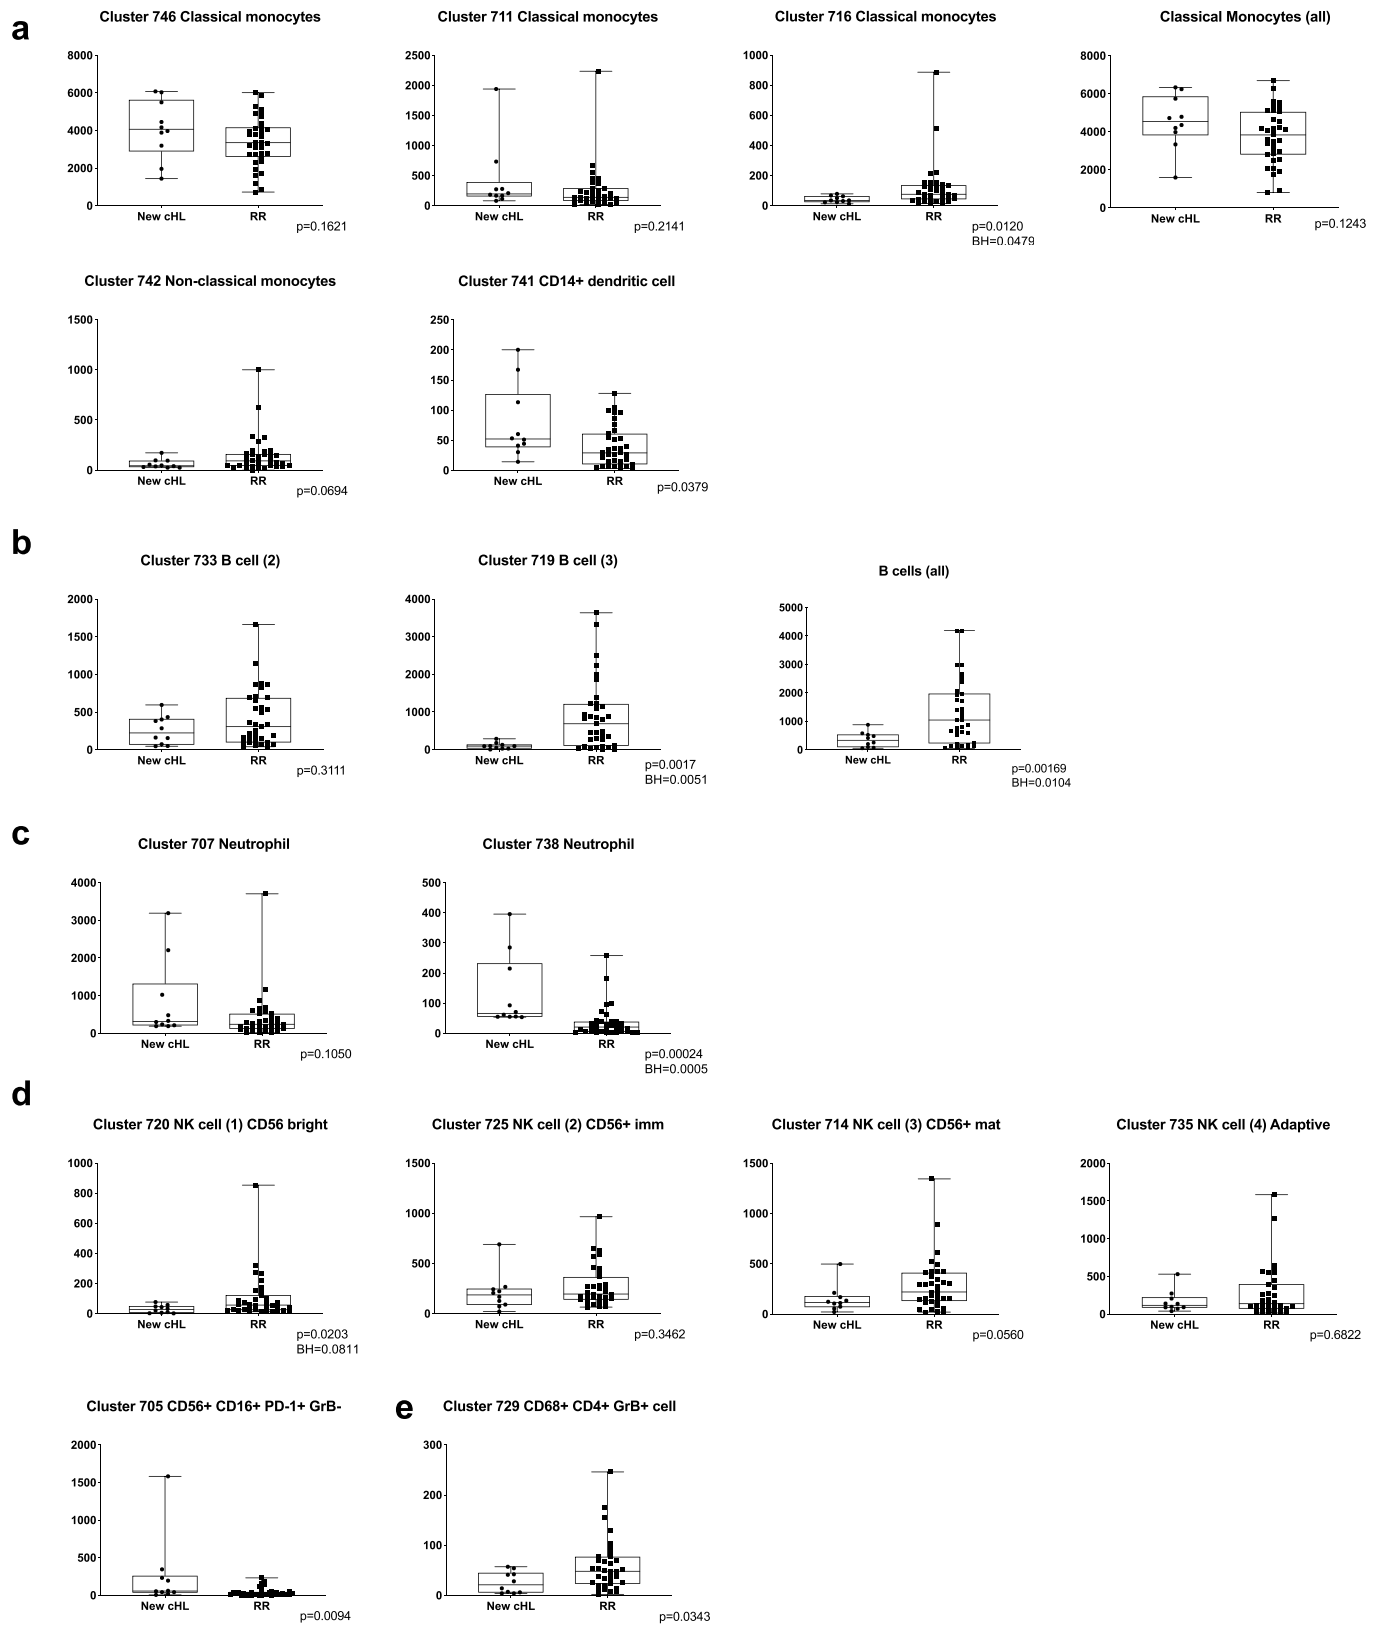 a
Cluster 746 Classical monocytes
8000
6000
4000
2000
0
New cHL
RR
p=0.1621
Cluster 711 Classical monocytes
2500
2000
1500
1000
500
0
New cHL
RR
p=0.2141
Cluster 716 Classical monocytes
1000
800
600
400
200
0
New cHL
RR
p=0.0120
BH=0.0479
Classical Monocytes (all)
8000
6000
4000
2000
0
New cHL
RR
p=0.1243
Cluster 742 Non-classical monocytes
1500
1000
500
0
New cHL
RR
p=0.0694
Cluster 741 CD14+ dendritic cell
250
200
150
100
50
0
New cHL
RR
p=0.0379
b
Cluster 733 B cell (2)
2000
1500
1000
500
0
New cHL
RR
p=0.3111
Cluster 719 B cell (3)
4000
3000
2000
1000
0
New cHL
RR
p=0.0017
BH=0.0051
B cells (all)
5000
4000
3000
2000
1000
0
New cHL
RR
p=0.00169
BH=0.0104
c
Cluster 707 Neutrophil
4000
3000
2000
1000
0
New cHL
RR
p=0.1050
Cluster 738 Neutrophil
500
400
300
200
100
0
New cHL
RR
p=0.00024
BH=0.0005
d
Cluster 720 NK cell (1) CD56 bright
1000
800
600
400
200
0
New cHL
RR
p=0.0203
BH=0.0811
Cluster 725 NK cell (2) CD56+ imm
1500
1000
500
0
New cHL
RR
p=0.3462
Cluster 714 NK cell (3) CD56+ mat
1500
1000
500
0
New cHL
RR
p=0.0560
Cluster 735 NK cell (4) Adaptive
2000
1500
1000
500
0
New cHL
RR
p=0.6822
Cluster 705 CD56+ CD16+ PD-1+ GrB-
2000
1500
1000
500
0
New cHL
RR
p=0.0094
e
Cluster 729 CD68+ CD4+ GrB+ cell
300
200
100
0
New cHL
RR
p=0.0343